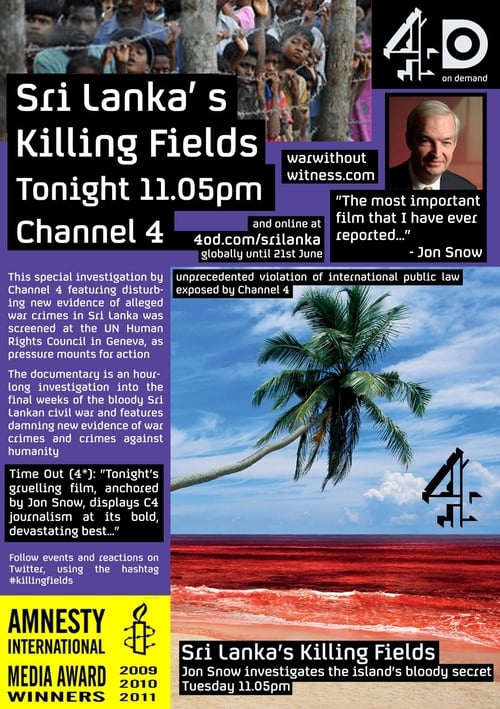 4
D
on demand
Sri Lanka's
Killing Fields
Tonight 11.05pm
Channel 4
warwithout
witness.com
and online at
4od.com/srilanka
globally until 21st June
"The most important
film that I have ever
reported..."
- Jon Snow
This special investigation by
Channel 4 featuring disturb-
ing new evidence of alleged
war crimes in Sri Lanka was
screened at the UN Human
Rights Council in Geneva, as
pressure mounts for action
The documentary is an hour-
long investigation into the
final weeks of the bloody Sri
Lankan civil war and features
damning new evidence of war
crimes and crimes against
humanity
Time Out (4*): "Tonight's
gruelling film, anchored
by Jon Snow, displays C4
journalism at its bold,
devastating best..."
Follow events and reactions on
Twitter, using the hashtag
#killingfields
AMNESTY
INTERNATIONAL
MEDIA AWARD
WINNERS
2009
2010
2011
unprecedented violation of international public law
exposed by Channel 4
4
Sri Lanka's Killing Fields
Jon Snow investigates the island's bloody secret
Tuesday 11.05pm